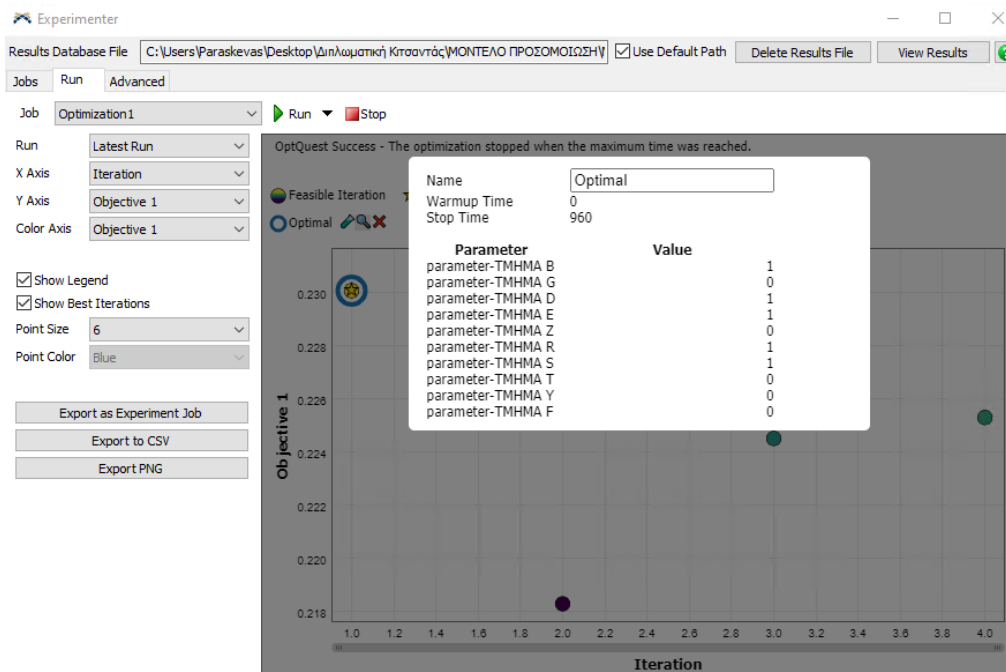 Experimenter
Results Database File C:\Users\Paraskevas\Desktop\Διπλωματική Κιτσαντάς\ΜΟΝΤΕΛΟ ΠΡΟΣΟΜΟΙΩΣΗ\ Use Default Path Delete Results File View Results
Jobs Run Advanced
Job Optimization1 Run Stop
Run Latest Run
X Axis Iteration
Y Axis Objective 1
Color Axis Objective 1
Show Legend
Show Best Iterations
Point Size 6
Point Color Blue
Export as Experiment Job
Export to CSV
Export PNG
OptQuest Success - The optimization stopped when the maximum time was reached.
Feasible Iteration
Optimal
Name Optimal
Warmup Time 0
Stop Time 960
Parameter Value
parameter-TMHMA B 1
parameter-TMHMA G 0
parameter-TMHMA D 1
parameter-TMHMA E 1
parameter-TMHMA Z 0
parameter-TMHMA R 1
parameter-TMHMA S 1
parameter-TMHMA T 0
parameter-TMHMA Y 0
parameter-TMHMA F 0
Objective 1
0.230
0.228
0.226
0.224
0.222
0.220
0.218
1.0 1.2 1.4 1.6 1.8 2.0 2.2 2.4 2.6 2.8 3.0 3.2 3.4 3.6 3.8 4.0
Iteration